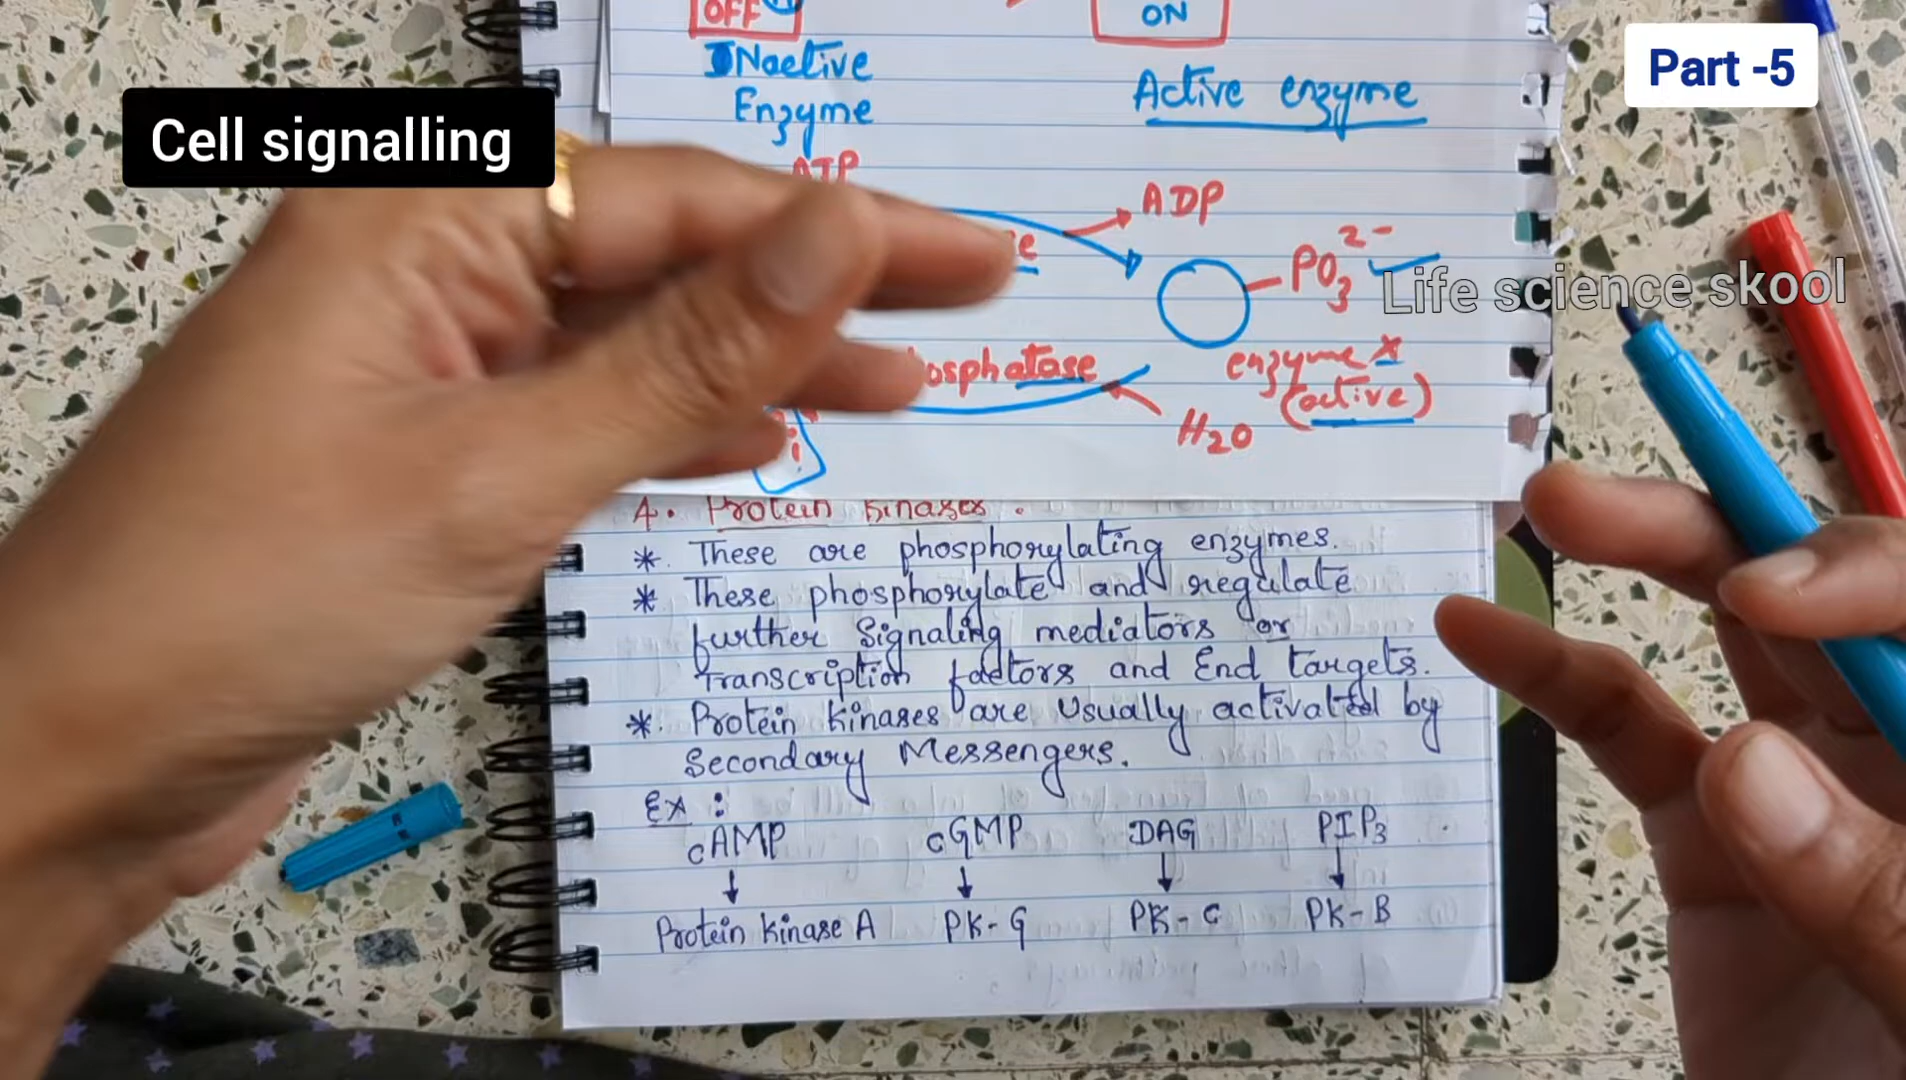 OFF
ON
INactive
Enzyme
Active enzyme
Part -5
Cell signalling
ATP
ADP
PO3 2-
Life science skool
enzyme *
(active)
H2O
4. Protein kinases.
* These are phosphorylating enzymes.
* These phosphorylate and regulate
further Signaling mediators or
Transcription factors and End targets.
* Protein kinases are Usually activated by
Secondary Messengers.
Ex :
cAMP cGMP DAG PIP3
Protein kinase A PK-G PK-C PK-B